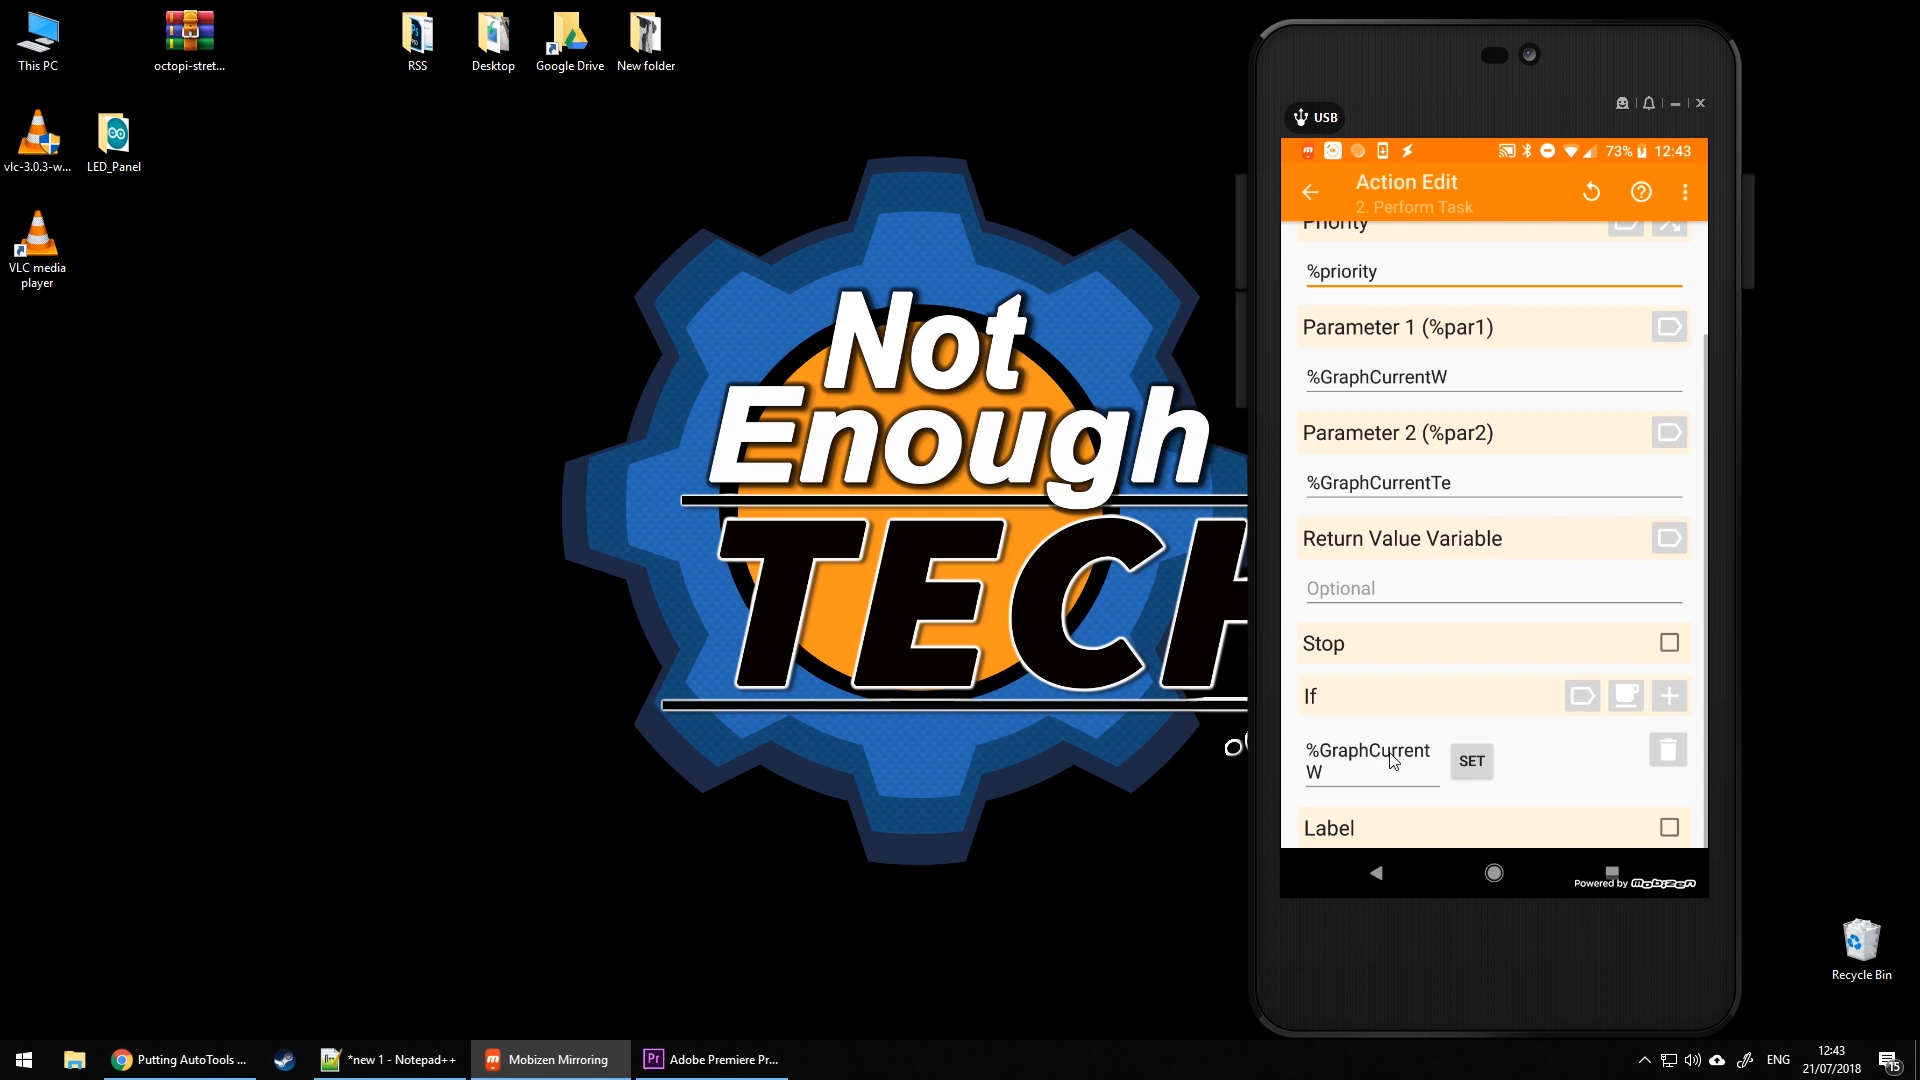 This PC
octopi-stret...
RSS
Desktop
Google Drive
New folder
vlc-3.0.3-w...
LED_Panel
VLC media
player
Not
Enough
TECH
USB
73% 12:43
Action Edit
2. Perform Task
Priority
%priority
Parameter 1 (%par1)
%GraphCurrentW
Parameter 2 (%par2)
%GraphCurrentTe
Return Value Variable
Optional
Stop
If
%GraphCurrent
W
SET
Label
Powered by mobizen
Recycle Bin
Putting AutoTools ...
*new 1 - Notepad++
Mobizen Mirroring
Pr
Adobe Premiere Pr...
ENG
12:43
21/07/2018
15